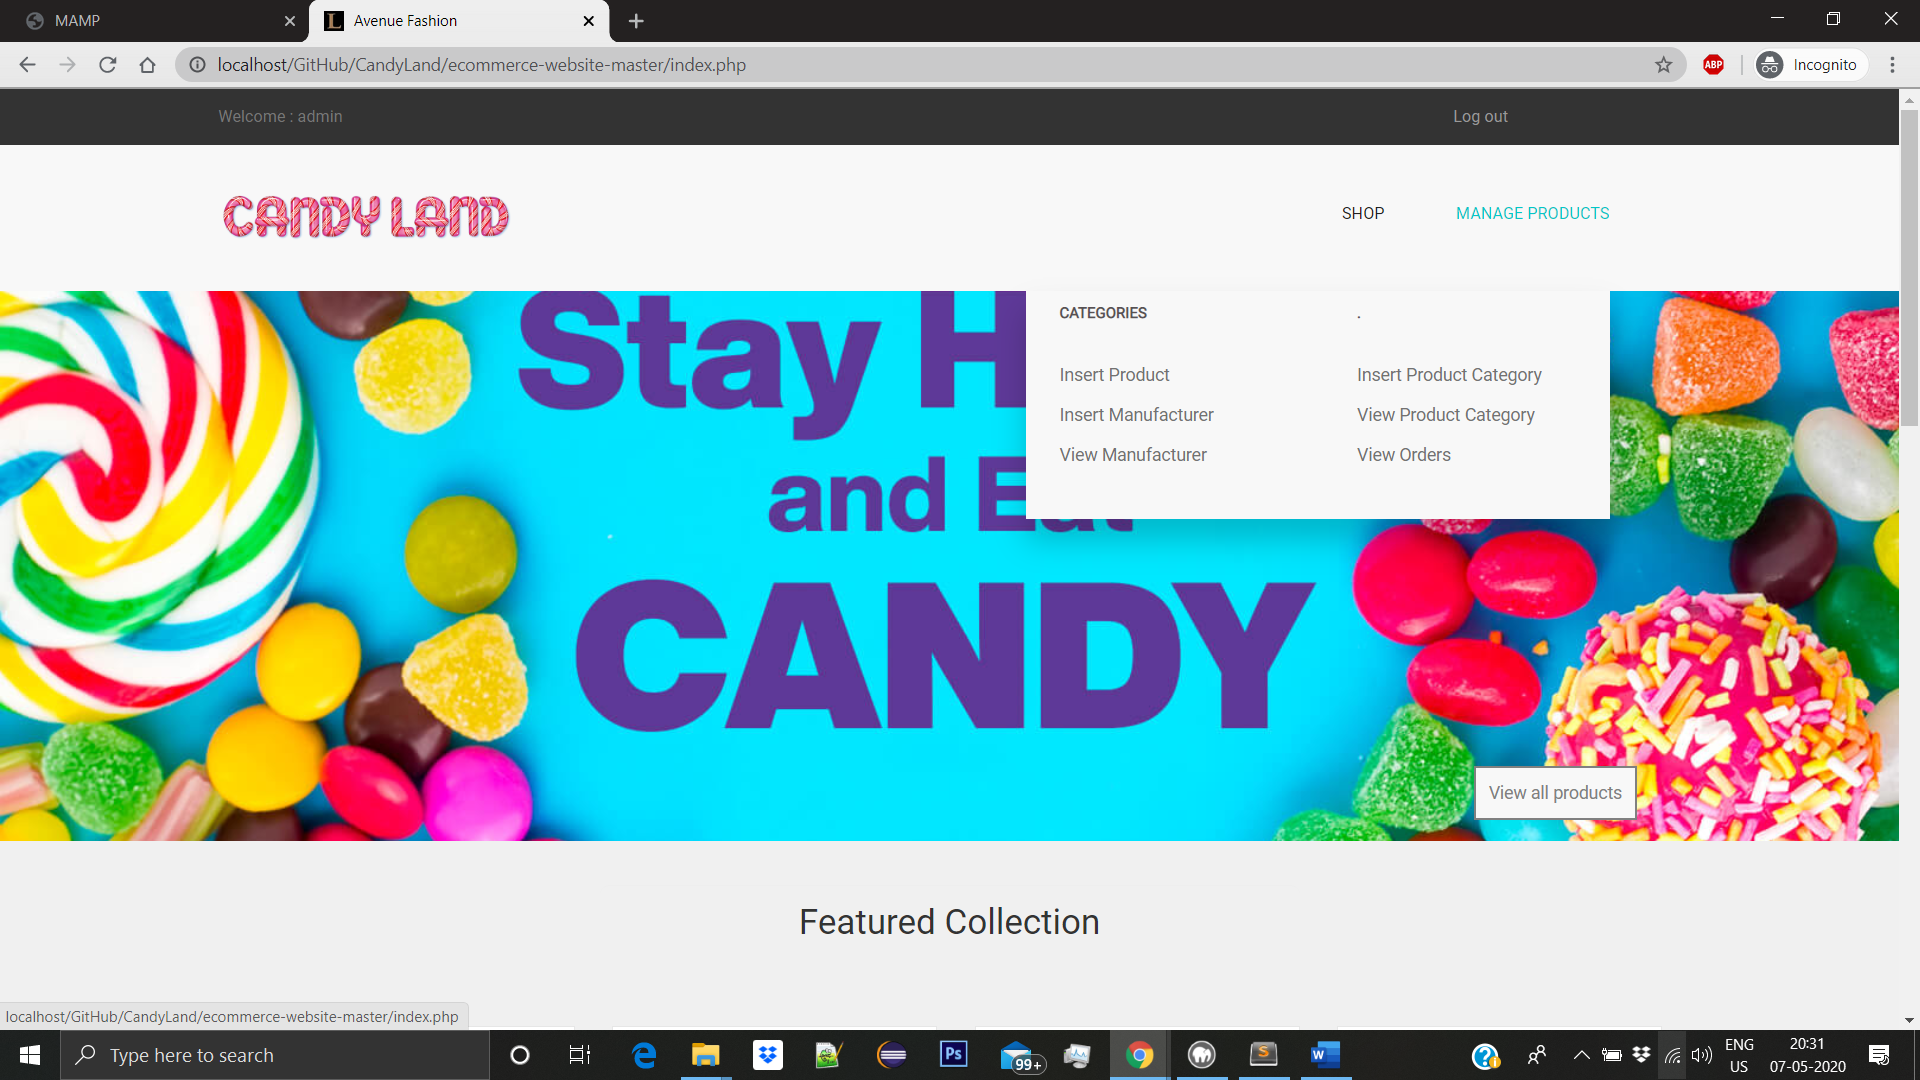 MAMP
Avenue Fashion
localhost/GitHub/CandyLand/ecommerce-website-master/index.php
ABP
Incognito
Welcome : admin
Log out
CANDY LAND
SHOP
MANAGE PRODUCTS
CATEGORIES
.
Insert Product
Insert Product Category
Insert Manufacturer
View Product Category
View Manufacturer
View Orders
Stay H
and Eat
CANDY
View all products
Featured Collection
localhost/GitHub/CandyLand/ecommerce-website-master/index.php
Type here to search
Ps
99+
S
W
ENG
US
20:31
07-05-2020